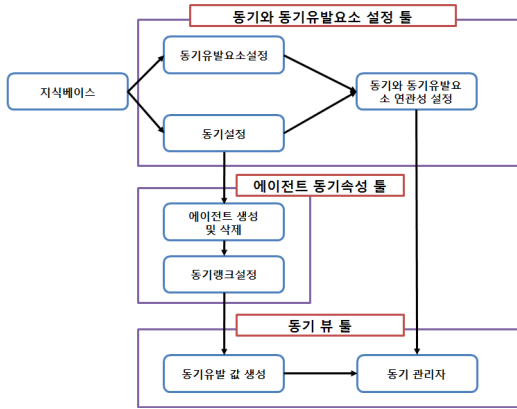 동기와 동기유발요소 설정 툴
동기유발요소설정
지식베이스
동기와 동기유발요
소 연관성 설정
동기설정
에이전트 동기속성 툴
에이전트 생성
및 삭제
동기랭크설정
동기 뷰 툴
동기유발 값 생성
동기 관리자